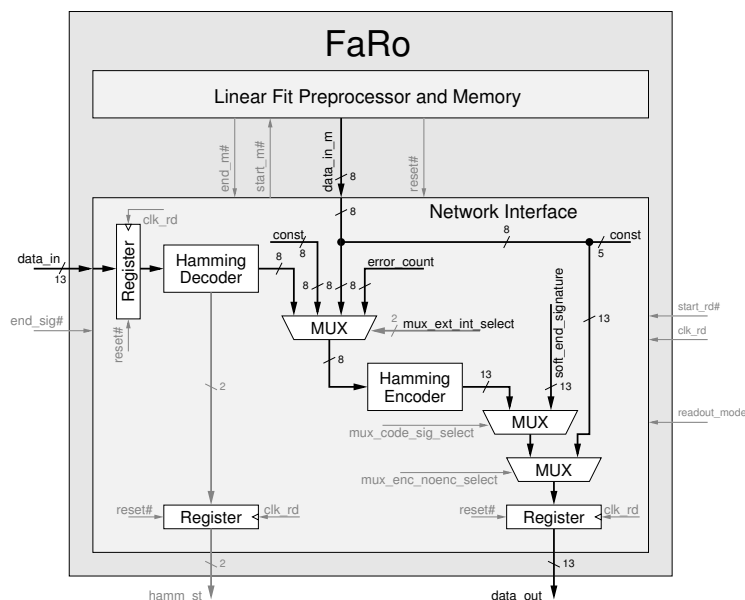 FaRo
Linear Fit Preprocessor and Memory
end_m#
start_m#
data_in_m
8
reset#
8
Network Interface
clk_rd
Register
reset#
data_in
13
end_sig#
Hamming
Decoder
8
const
8
8
8
8
error_count
8
const
5
MUX
2
mux_ext_int_select
8
soft_end_signature
13
13
start_rd#
clk_rd
readout_mode
2
Hamming
Encoder
13
MUX
mux_code_sig_select
MUX
mux_enc_noenc_select
reset#
Register
clk_rd
reset#
Register
clk_rd
2
13
hamm_st
data_out